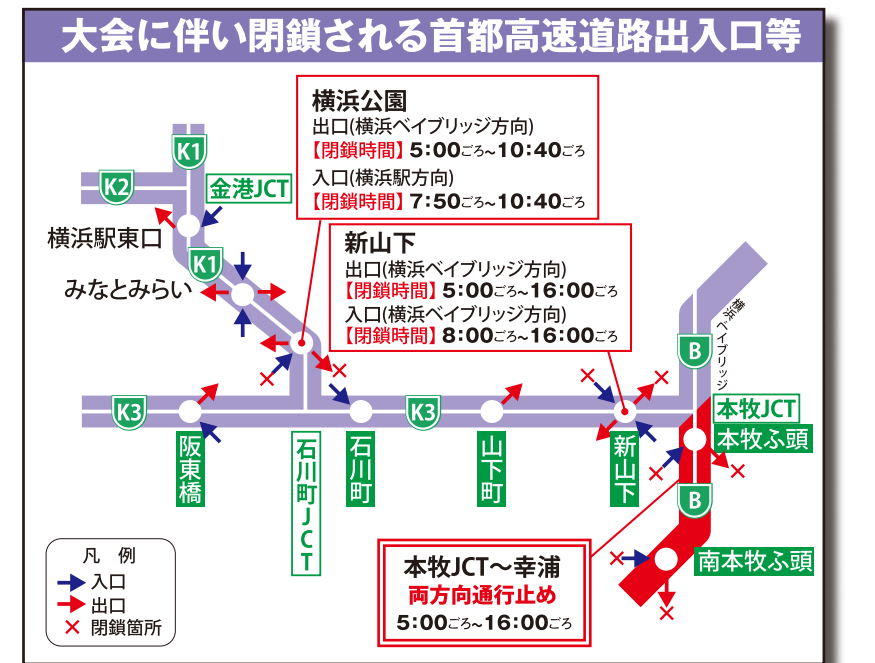 大会に伴い閉鎖される首都高速道路出入口等
横浜公園
出口(横浜ベイブリッジ方向)
【閉鎖時間】5:00ごろ~10:40ごろ
入口(横浜駅方向)
【閉鎖時間】7:50ごろ~10:40ごろ
K1
K2
金港JCT
横浜駅東口
K1
みなとみらい
新山下
出口(横浜ベイブリッジ方向)
【閉鎖時間】5:00ごろ~16:00ごろ
入口(横浜ベイブリッジ方向)
【閉鎖時間】8:00ごろ~16:00ごろ
横浜ベイブリッジ
B
K3
K3
本牧JCT
本牧ふ頭
阪東橋
石川町JCT
石川町
山下町
新山下
B
南本牧ふ頭
本牧JCT～幸浦
両方向通行止め
5:00ごろ~16:00ごろ
凡 例
入口
出口
閉鎖箇所